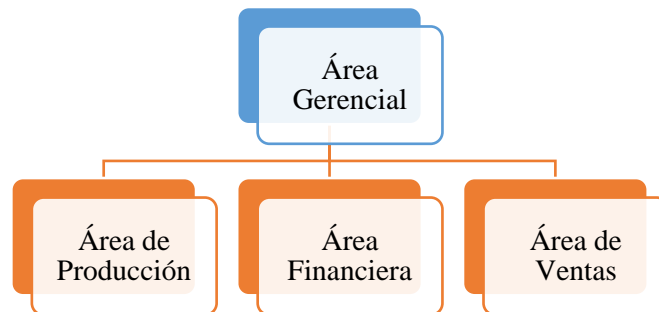 Área
Gerencial
Área de
Producción
Área
Financiera
Área de
Ventas